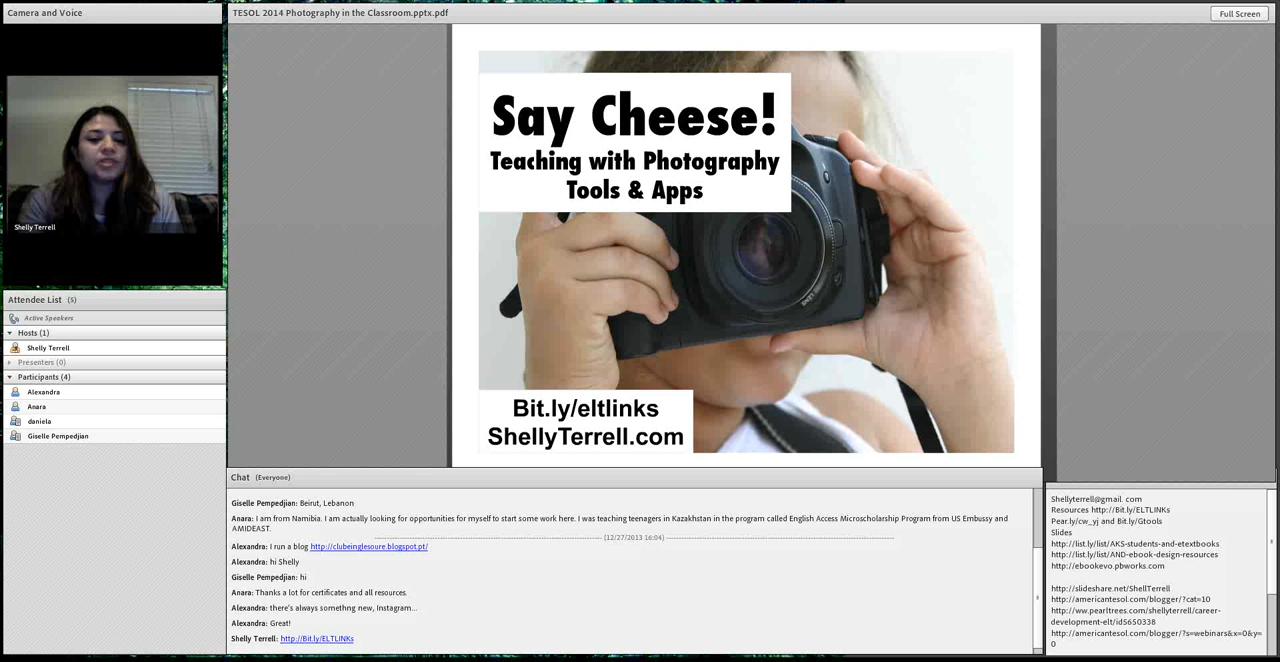 Camera and Voice
Shelly Terrell
Attendee List (5)
Active Speakers
Hosts (1)
Shelly Terrell
Presenters (0)
Participants (4)
Alexandra
Anara
daniela
Giselle Pempedjian
TESOL 2014 Photography in the Classroom.pptx.pdf
Full Screen
Say Cheese!
Teaching with Photography
Tools & Apps
Bit.ly/eltlinks
ShellyTerrell.com
Chat (Everyone)
Giselle Pempedjian: Beirut, Lebanon
Anara: I am from Namibia. I am actually looking for opportunities for myself to start some work here. I was teaching teenagers in Kazakhstan in the program called English Access Microscholarship Program from US Embassy and
AMIDEAST.
(12/27/2013 16:04)
Alexandra: I run a blog http://clubeinglesoure.blogspot.pt/
Alexandra: hi Shelly
Giselle Pempedjian: hi
Anara: Thanks a lot for certificates and all resources.
Alexandra: there's always somethng new, Instagram...
Alexandra: Great!
Shelly Terrell: http://Bit.ly/ELTLINKs
Shellyterrell@gmail. com
Resources http://Bit.ly/ELTLINKs
Pear.ly/cw_yj and Bit.ly/Gtools
Slides
http://list.ly/list/AKS-students-and-etextbooks
http://list.ly/list/AND-ebook-design-resources
http://ebookevo.pbworks.com
http://slideshare.net/ShellTerrell
http://americantesol.com/blogger/?cat=10
http://ww.pearltrees.com/shellyterrell/career-
development-elt/id5650338
http://americantesol.com/blogger/?s=webinars&x=0&y=
0